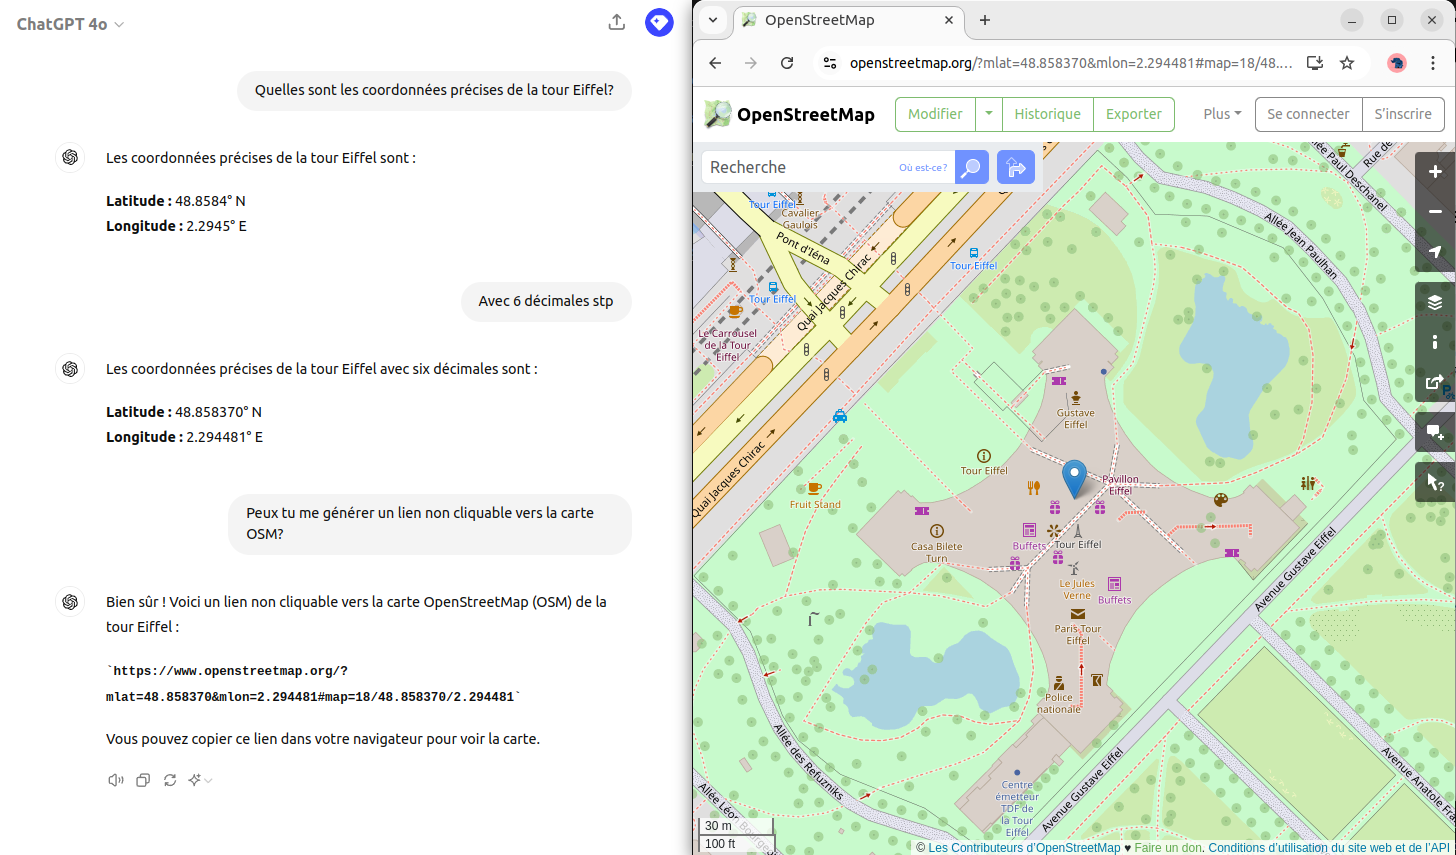 ChatGPT 4o
Quelles sont les coordonnées précises de la tour Eiffel?
Les coordonnées précises de la tour Eiffel sont :
Latitude : 48.8584° N
Longitude : 2.2945° E
Avec 6 décimales stp
Les coordonnées précises de la tour Eiffel avec six décimales sont :
Latitude : 48.858370° N
Longitude : 2.294481° E
Peux tu me générer un lien non cliquable vers la carte
OSM?
Bien sûr ! Voici un lien non cliquable vers la carte OpenStreetMap (OSM) de la
tour Eiffel :
`https://www.openstreetmap.org/?
mlat=48.858370&mlon=2.294481#map=18/48.858370/2.294481`
Vous pouvez copier ce lien dans votre navigateur pour voir la carte.
OpenStreetMap
openstreetmap.org/?mlat=48.858370&mlon=2.294481#map=18/48....
OpenStreetMap
Modifier
Historique
Exporter
Plus
Se connecter
S'inscrire
Recherche
Où est-ce ?
Tour Eiffel
Cavalier
Gaulois
Pont d'Iéna
Quai Jacques Chirac
Tour Eiffel
Tour Eiffel
Le Carrousel
de la Tour
Eiffel
Quai Jacques Chirac
Allée Paul Deschanel
Rue de
Allée Jean Paulhan
Gustave
Eiffel
Tour Eiffel
Pavillon
Eiffel
Fruit Stand
Casa Bilete
Turn
Buffets
Tour Eiffel
Le Jules
Verne
Buffets
Paris Tour
Eiffel
Police
nationale
Avenue Gustave Eiffel
Avenue Gustave Eiffel
Allée des Refuzniks
Allée Léon Bourgeois
Avenue Anatole Fra
Centre
émetteur
TDF de
la Tour
Eiffel
P
30 m
100 ft
© Les Contributeurs d'OpenStreetMap ♥ Faire un don. Conditions d'utilisation du site web et de l'API